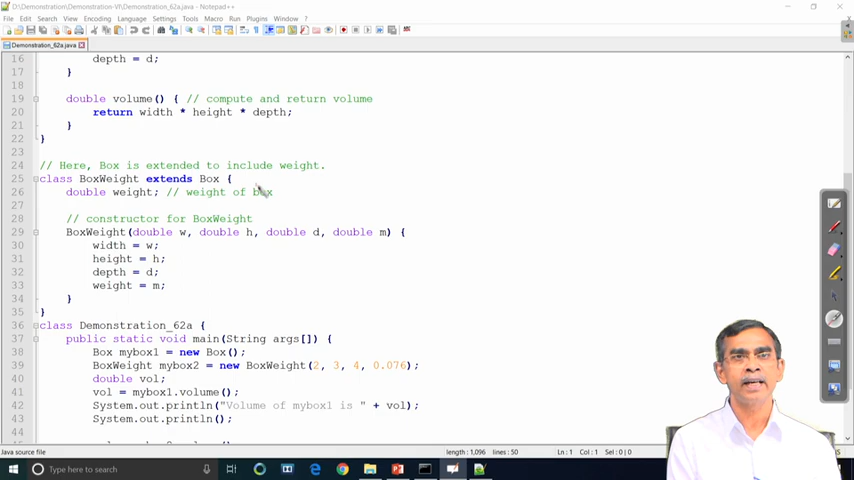 D:\Demonstration\Demonstration-VI\Demonstration_62a.java - Notepad++
File Edit Search View Encoding Language Settings Tools Macro Run Plugins Window ?
Demonstration_62a.java
16 depth = d;
17 }
18
19 double volume() { // compute and return volume
20 return width * height * depth;
21 }
22 }
23
24 // Here, Box is extended to include weight.
25 class BoxWeight extends Box {
26 double weight; // weight of box
27
28 // constructor for BoxWeight
29 BoxWeight(double w, double h, double d, double m) {
30 width = w;
31 height = h;
32 depth = d;
33 weight = m;
34 }
35 }
36 class Demonstration_62a {
37 public static void main(String args[]) {
38 Box mybox1 = new Box();
39 BoxWeight mybox2 = new BoxWeight(2, 3, 4, 0.076);
40 double vol;
41 vol = mybox1.volume();
42 System.out.println("Volume of mybox1 is " + vol);
43 System.out.println();
Java source file length : 1,096 lines : 50 Ln : 1 Col : 1 Sel : 0 | 0
Type here to search